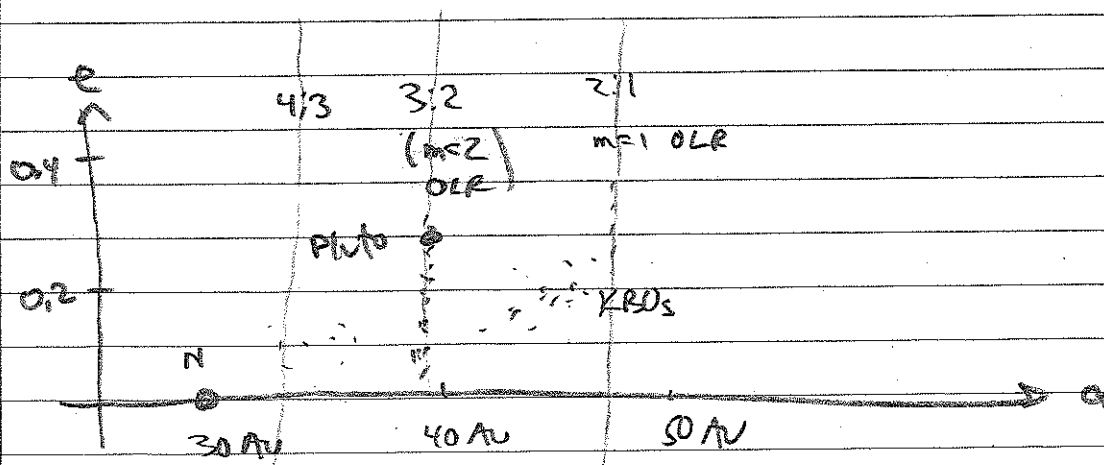 e
4:3 3:2 2:1
0.4 (m=2 m=1 OLR
OLR)
Pluto
0.2 KBOs
N
30 AU 40 AU 50 AU a